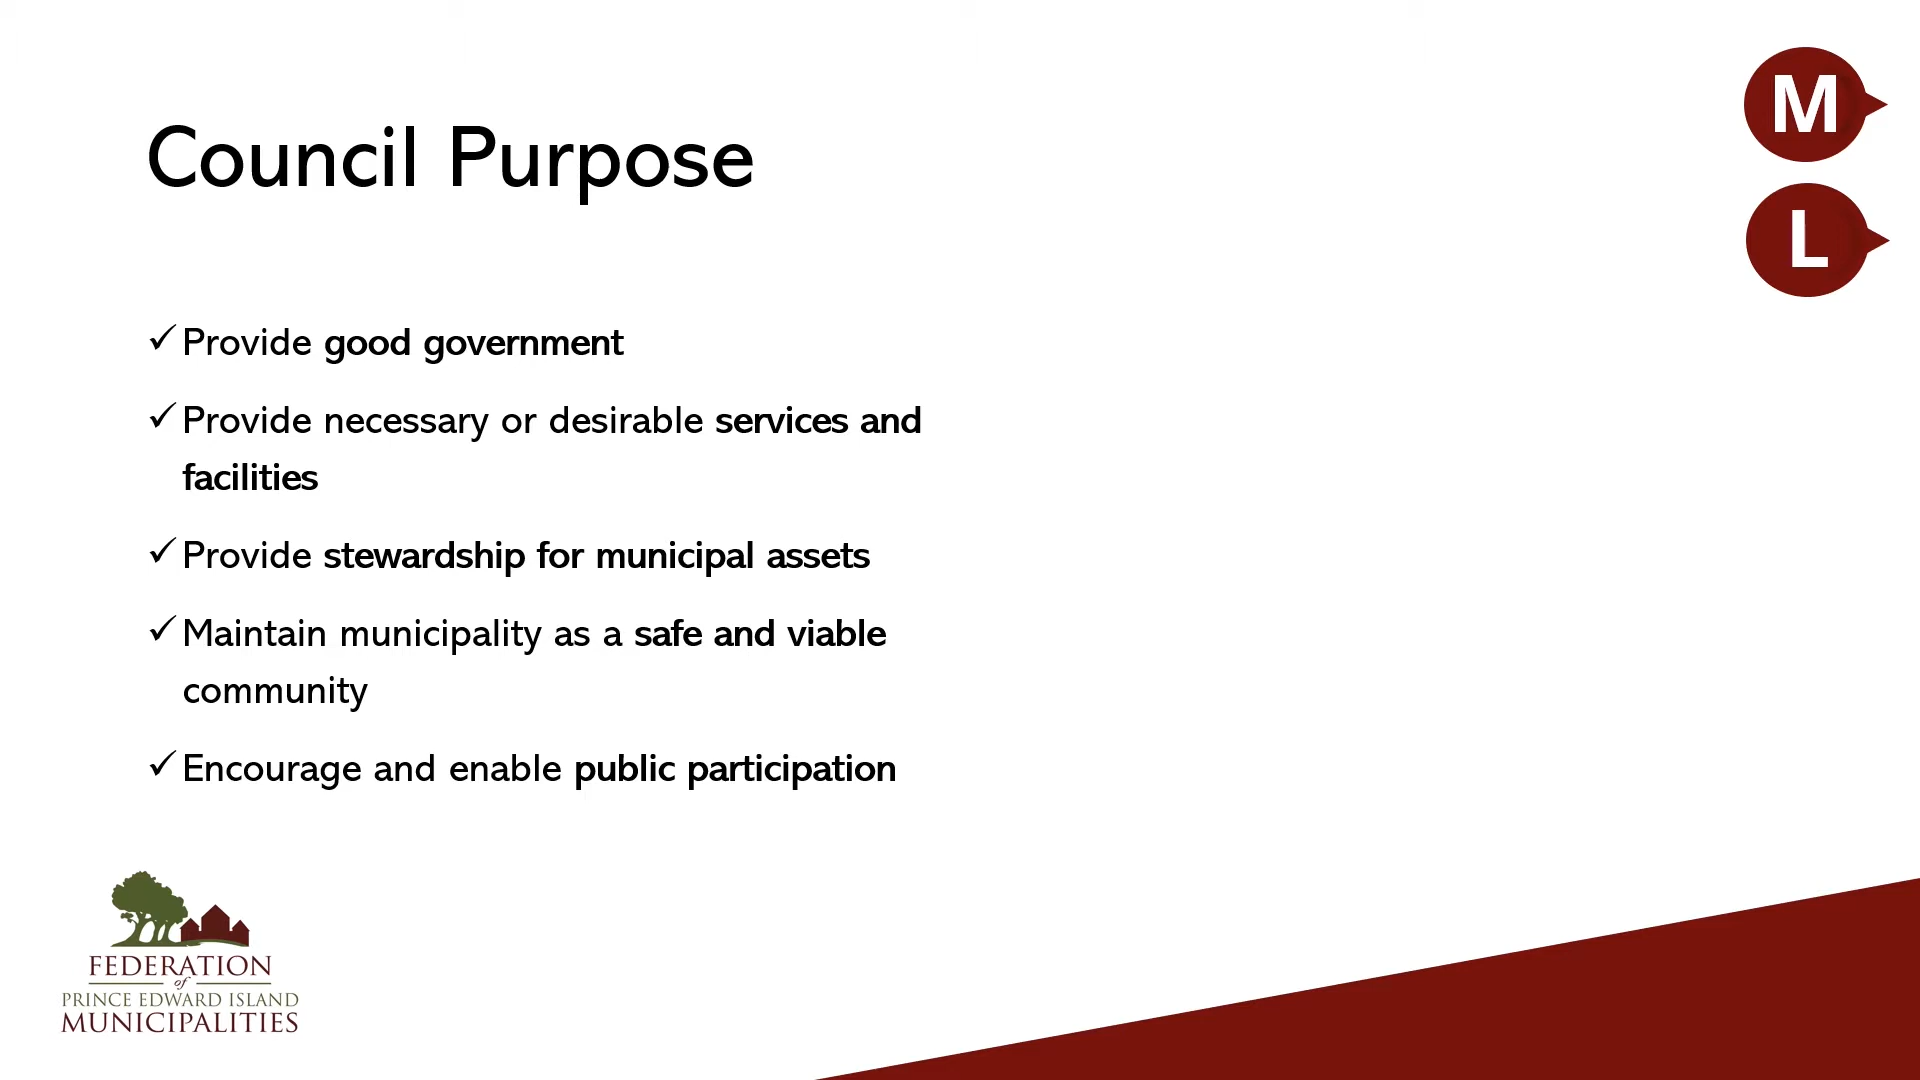 Council Purpose
M
L
✓ Provide good government
✓ Provide necessary or desirable services and
facilities
✓ Provide stewardship for municipal assets
✓ Maintain municipality as a safe and viable
community
✓ Encourage and enable public participation
FEDERATION
of
PRINCE EDWARD ISLAND
MUNICIPALITIES